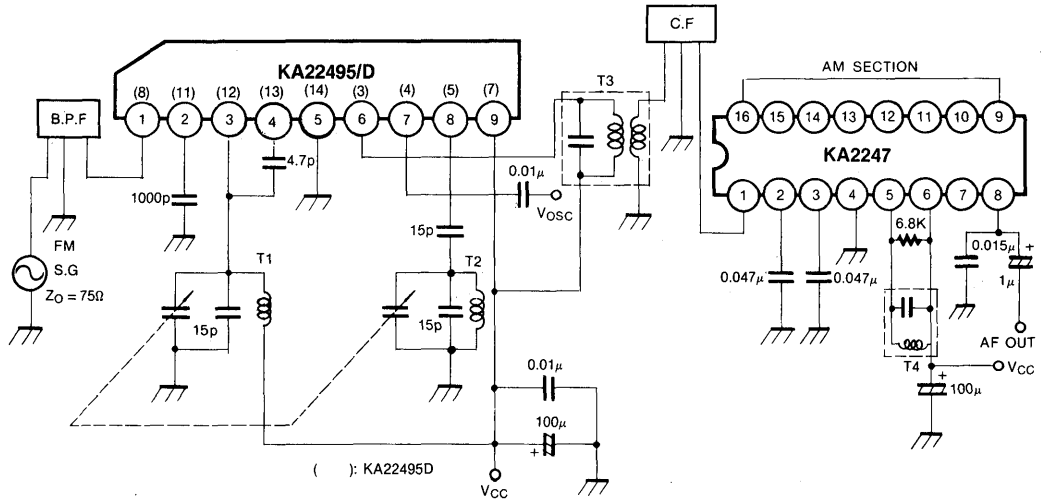 C.F
KA22495/D
T3
AM SECTION
(8) (11) (12) (13) (14) (3) (4) (5) (7)
B.P.F
1 2 3 4 5 6 7 8 9
16 15 14 13 12 11 10 9
KA2247
4.7p
0.01μ
VOSC
1 2 3 4 5 6 7 8
1000p
15p
6.8K
0.015μ
+
FM
S.G
ZO = 75Ω
T1
T2
0.047μ
0.047μ
1μ
15p
15p
AF OUT
T4
VCC
0.01μ
+
100μ
100μ
+
( ): KA22495D
VCC